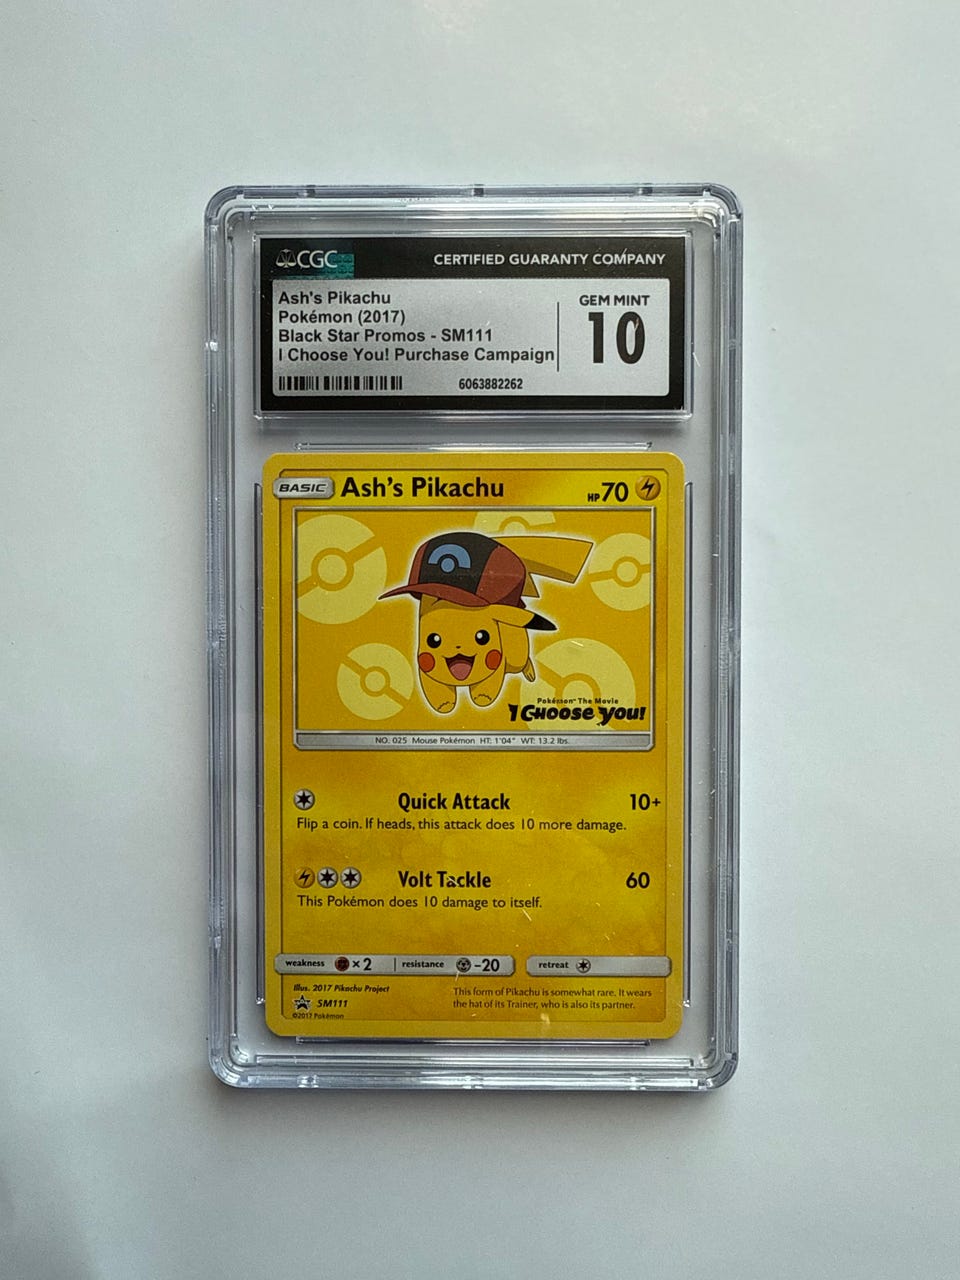 CGC CERTIFIED GUARANTY COMPANY
Ash's Pikachu
Pokémon (2017)
Black Star Promos - SM111
I Choose You! Purchase Campaign
GEM MINT
10
6063882262
BASIC Ash's Pikachu HP 70
Pokémon The Movie
I Choose You!
NO. 025 Mouse Pokémon HT: 1'04" WT: 13.2 lbs.
Quick Attack 10+
Flip a coin. If heads, this attack does 10 more damage.
Volt Tackle 60
This Pokémon does 10 damage to itself.
weakness ×2 resistance -20 retreat
Illus. 2017 Pikachu Project
SM111
©2017 Pokémon
This form of Pikachu is somewhat rare. It wears
the hat of its Trainer, who is also its partner.